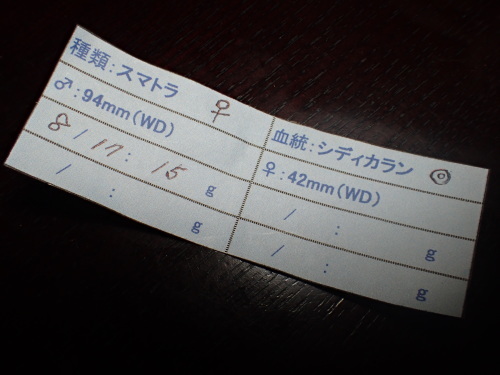 種類：スマトラ ♀ 血統：シディカラン ◎
♂：94mm（WD） ♀：42mm（WD）
8 / 17 : 15 g / : g
/ : g / : g